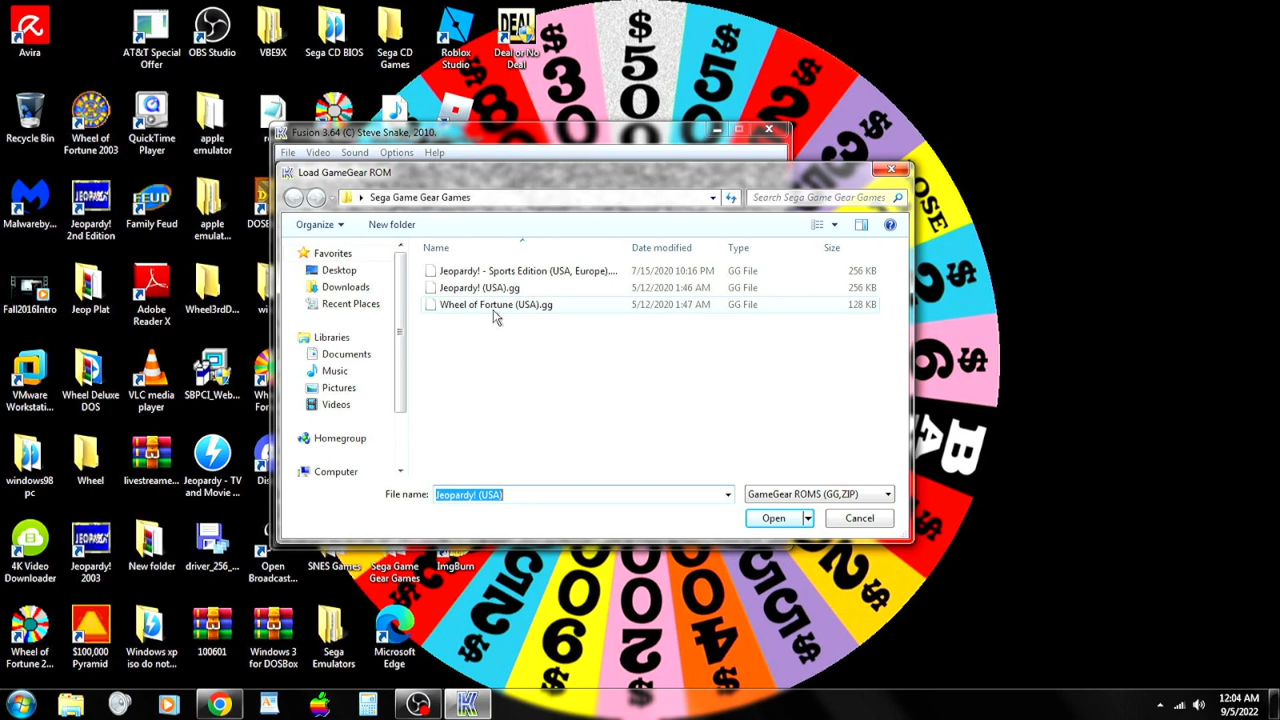 Avira
AT&T Special
Offer
OBS Studio
VBE9X
Sega CD BIOS
Sega CD
Games
Roblox
Studio
Deal or No
Deal
DEAL
Recycle Bin
Wheel of
Fortune 2003
QuickTime
Player
apple
emulator
Fusion 3.64 (C) Steve Snake, 2010.
File Video Sound Options Help
Load GameGear ROM
Sega Game Gear Games
Search Sega Game Gear Games
Organize
New folder
Name
Date modified
Type
Size
Jeopardy! - Sports Edition (USA, Europe)....
7/15/2020 10:16 PM
GG File
256 KB
Jeopardy! (USA).gg
5/12/2020 1:46 AM
GG File
256 KB
Wheel of Fortune (USA).gg
5/12/2020 1:47 AM
GG File
128 KB
Favorites
Desktop
Downloads
Recent Places
Libraries
Documents
Music
Pictures
Videos
Homegroup
Computer
File name:
Jeopardy! (USA)
GameGear ROMS (GG,ZIP)
Open
Cancel
Malwareby...
Jeopardy!
2nd Edition
FEUD
Family Feud
apple
emulat...
Fall2016Intro
Jeop Plat
Adobe
Reader X
Wheel3rdD...
VMware
Workstati...
Wheel Deluxe
DOS
VLC media
player
SBPCI_Web...
windows98
pc
Wheel
livestreame...
Jeopardy - TV
and Movie ...
4K Video
Downloader
Jeopardy!
2003
New folder
driver_256_...
Open
Broadcast...
SNES Games
Sega Game
Gear Games
ImgBurn
Wheel of
Fortune 2...
$100,000
Pyramid
Windows xp
iso do not...
100601
Windows 3
for DOSBox
Sega
Emulators
Microsoft
Edge
12:04 AM
9/5/2022